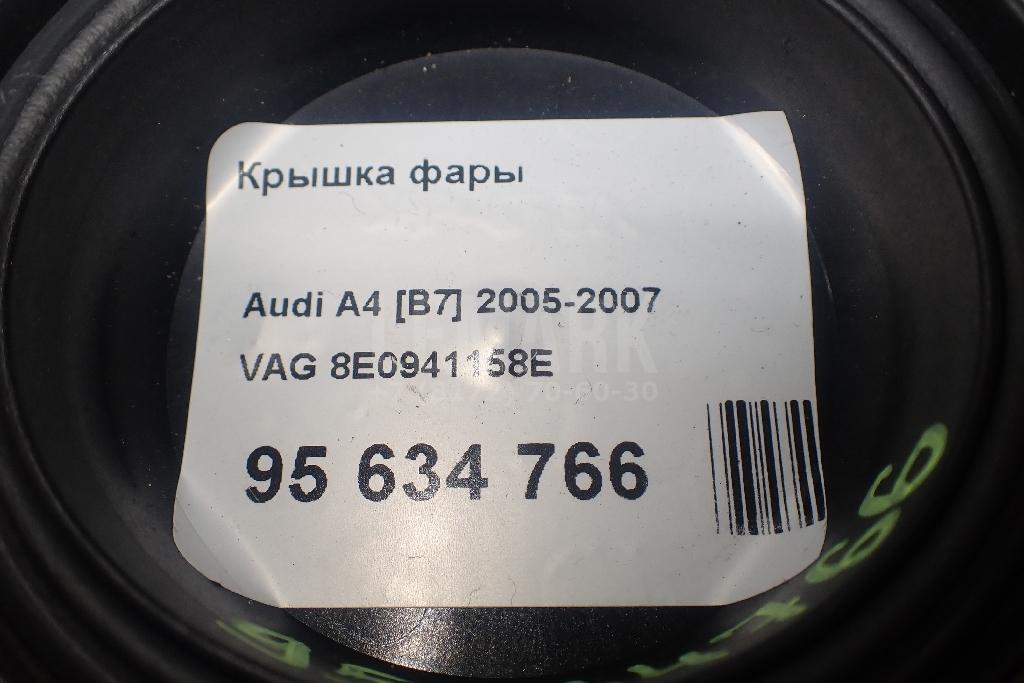 Крышка фары
Audi A4 [B7] 2005-2007
VAG 8E0941158E
95 634 766